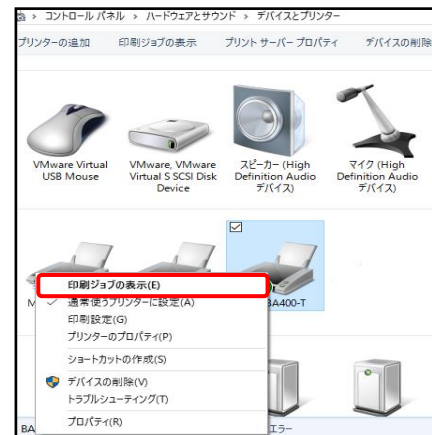 > コントロール パネル > ハードウェアとサウンド > デバイスとプリンター
プリンターの追加 印刷ジョブの表示 プリント サーバー プロパティ デバイスの削除
VMware Virtual
USB Mouse
VMware, VMware
Virtual S SCSI Disk
Device
スピーカー (High
Definition Audio
デバイス)
マイク (High
Definition Audio
デバイス)
M
BA400-T
印刷ジョブの表示(E)
✓ 通常使うプリンターに設定(A)
印刷設定(G)
プリンターのプロパティ(P)
ショートカットの作成(S)
デバイスの削除(V)
トラブルシューティング(T)
プロパティ(R)
BA
エラー